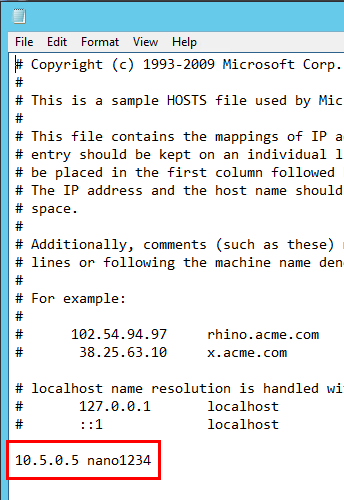 File Edit Format View Help
# Copyright (c) 1993-2009 Microsoft Corp.
#
# This is a sample HOSTS file used by Mic
#
# This file contains the mappings of IP a
# entry should be kept on an individual l
# be placed in the first column followed
# The IP address and the host name should
# space.
#
# Additionally, comments (such as these)
# lines or following the machine name den
#
# For example:
#
# 102.54.94.97 rhino.acme.com
# 38.25.63.10 x.acme.com

# localhost name resolution is handled wi
# 127.0.0.1 localhost
# ::1 localhost

10.5.0.5 nano1234